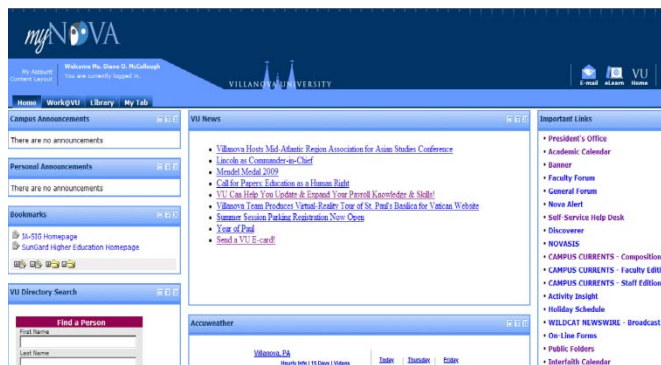 myNOVA
My Account
Content Layout
Welcome Ms. Diane O. McCullough
You are currently logged in.
VILLANOVA UNIVERSITY
E-mail eLearn VU Home
Home Work@VU Library My Tab
Campus Announcements
There are no announcements
Personal Announcements
There are no announcements
Bookmarks
JA-SIG Homepage
SunGard Higher Education Homepage
VU Directory Search
Find a Person
First Name
Last Name
VU News
Villanova Hosts Mid-Atlantic Region Association for Asian Studies Conference
Lincoln as Commander-in-Chief
Mendel Medal 2009
Call for Papers: Education as a Human Right
VU Can Help You Update & Expand Your Payroll Knowledge & Skills!
Villanova Team Produces Virtual-Reality Tour of St. Paul's Basilica for Vatican Website
Summer Session Parking Registration Now Open
Year of Paul
Send a VU E-card!
Accuweather
Villanova, PA
Hourly Info | 15 Days | Videos
Today Thursday Friday
Important Links
President's Office
Academic Calendar
Banner
Faculty Forum
General Forum
Nova Alert
Self-Service Help Desk
Discoverer
NOVASIS
CAMPUS CURRENTS - Composition
CAMPUS CURRENTS - Faculty Edit
CAMPUS CURRENTS - Staff Edition
Activity Insight
Holiday Schedule
WILDCAT NEWSWIRE - Broadcast
On-Line Forms
Public Folders
Interfaith Calendar